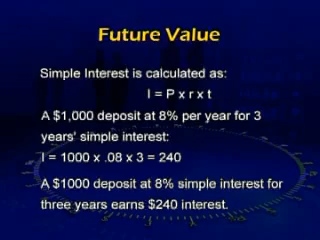 Future Value
Simple Interest is calculated as:
I = P x r x t
A $1,000 deposit at 8% per year for 3
years' simple interest:
I = 1000 x .08 x 3 = 240
A $1000 deposit at 8% simple interest for
three years earns $240 interest.